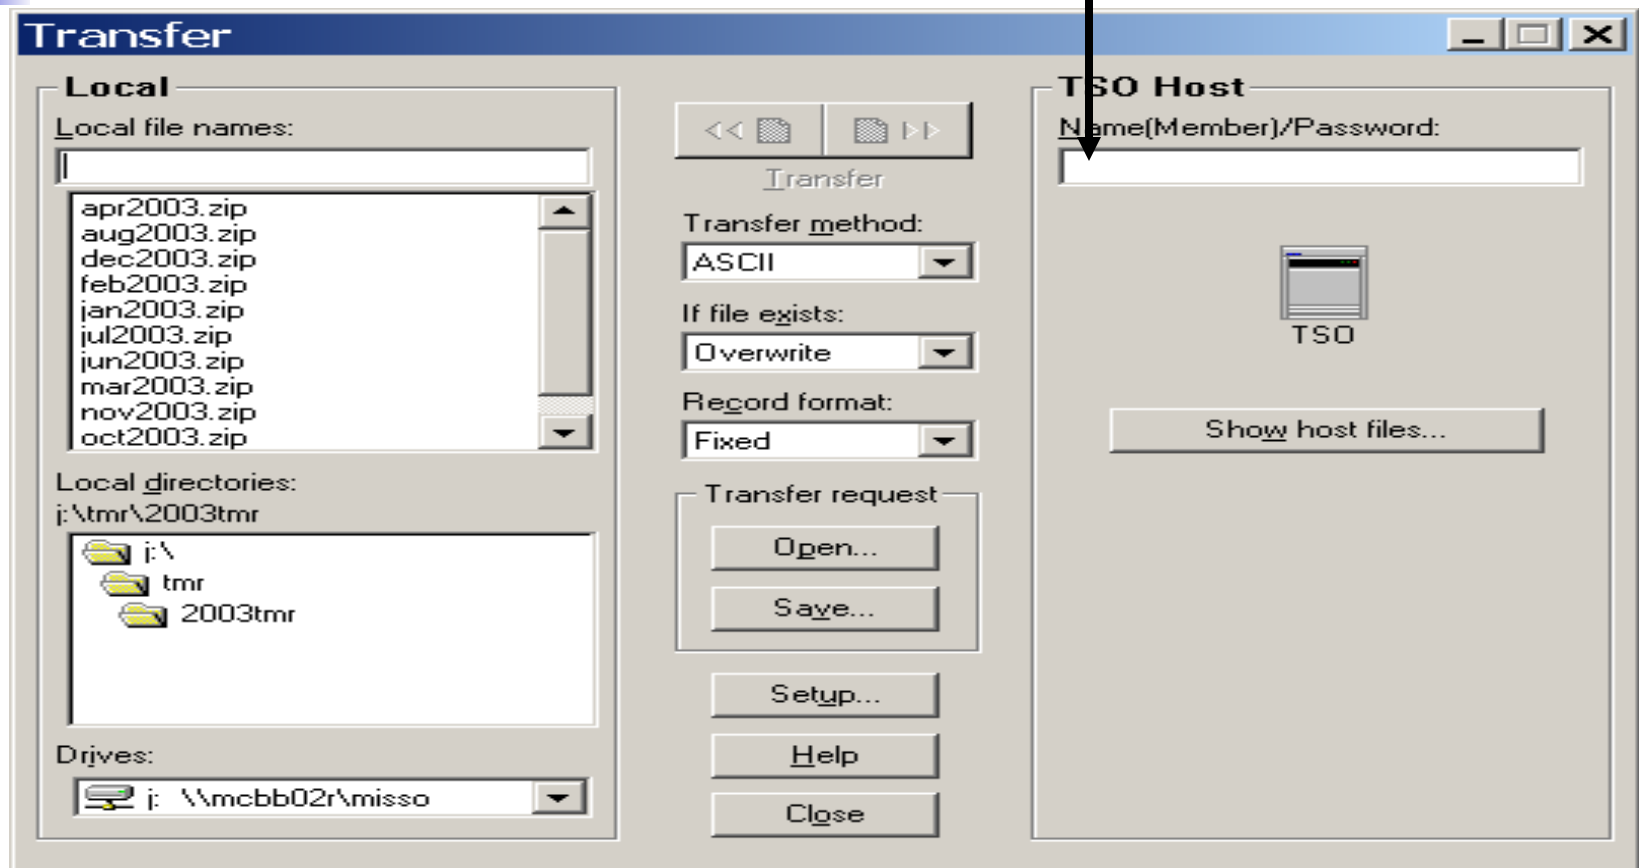 Transfer
Local
Local file names:
apr2003.zip
aug2003.zip
dec2003.zip
feb2003.zip
jan2003.zip
jul2003.zip
jun2003.zip
mar2003.zip
nov2003.zip
oct2003.zip
Local directories:
j:\tmr\2003tmr
j:\
tmr
2003tmr
Drives:
j: \\mcbb02r\misso
Transfer
Transfer method:
ASCII
If file exists:
Overwrite
Record format:
Fixed
Transfer request
Open...
Save...
Setup...
Help
Close
TSO Host
Name(Member)/Password:
TSO
Show host files...